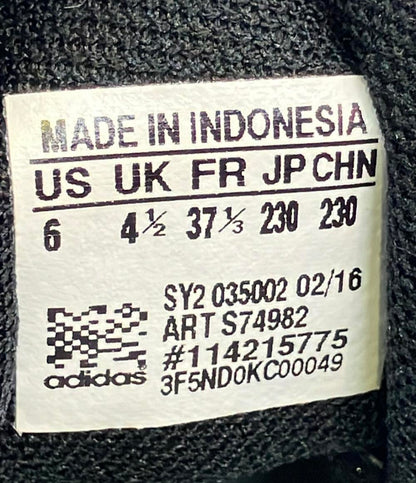 MADE IN INDONESIA
US UK FR JP CHN
6 4½ 37⅓ 230 230
SY2 035002 02/16
ART S74982
#114215775
adidas 3F5ND0KC00049